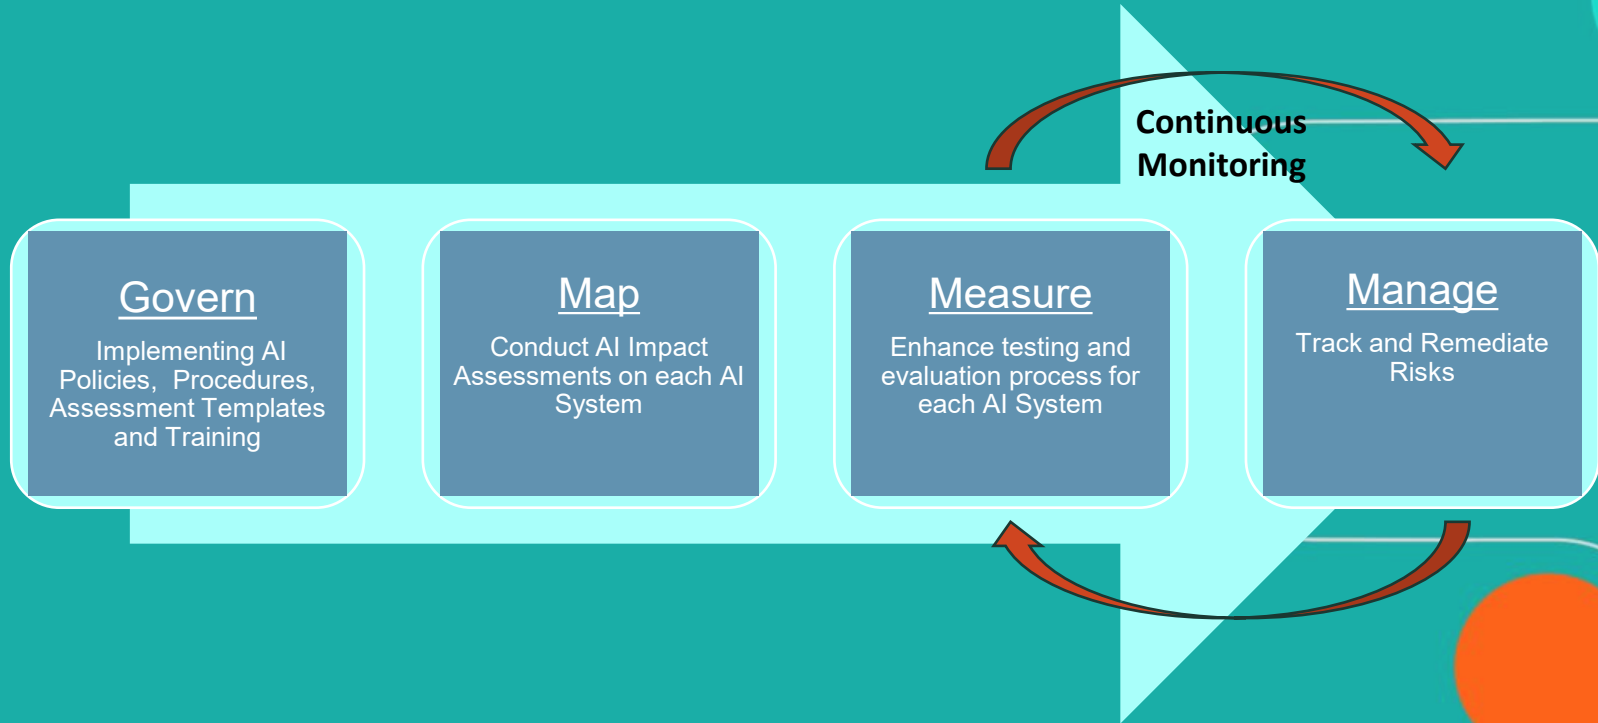 Continuous
Monitoring
Govern
Implementing AI
Policies,  Procedures,
Assessment Templates
and Training
Map
Conduct AI Impact
Assessments on each AI
System
Measure
Enhance testing and
evaluation process for
each AI System
Manage
Track and Remediate
Risks